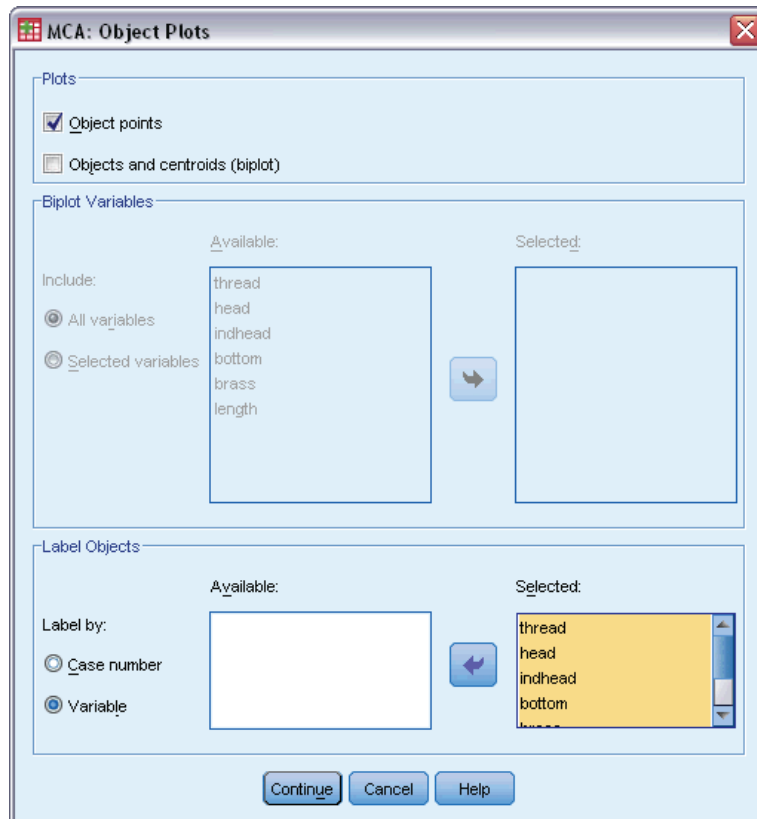 MCA: Object Plots
Plots
Object points
Objects and centroids (biplot)
Biplot Variables
Available:
Selected:
Include:
All variables
Selected variables
thread
head
indhead
bottom
brass
length
Label Objects
Available:
Selected:
Label by:
Case number
Variable
thread
head
indhead
bottom
Continue
Cancel
Help